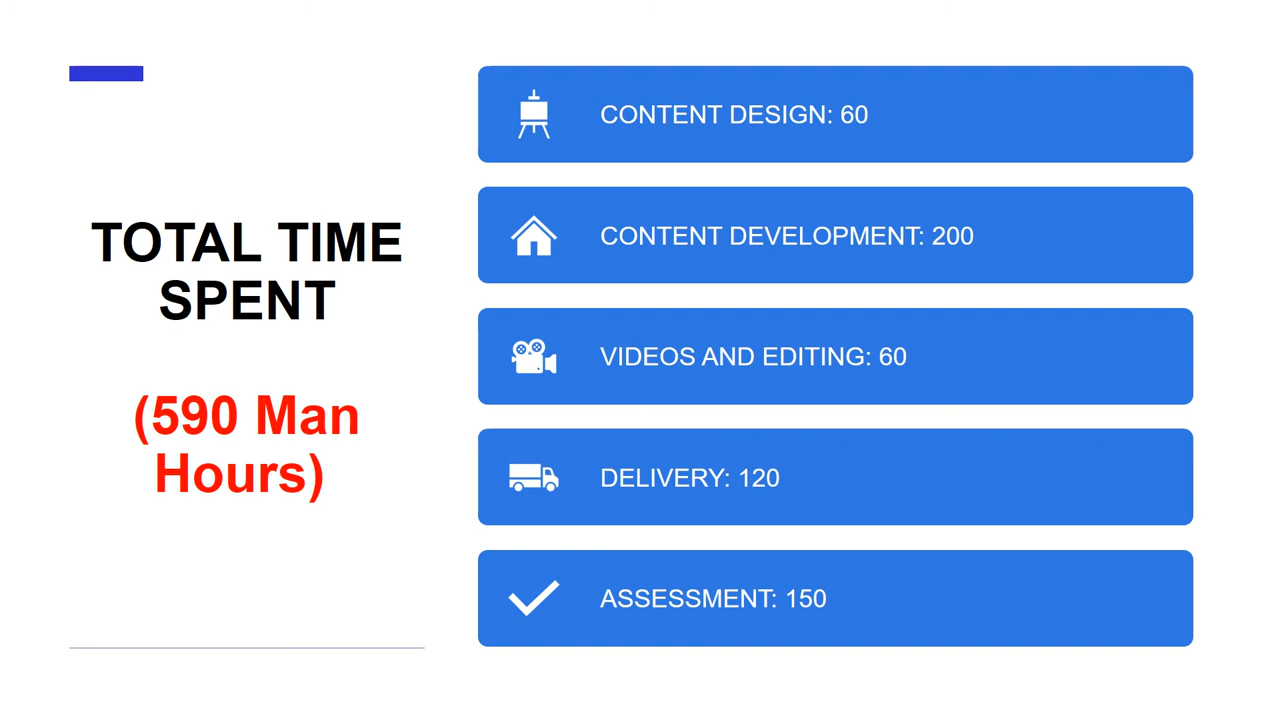 TOTAL TIME
SPENT
(590 Man
Hours)
CONTENT DESIGN: 60
CONTENT DEVELOPMENT: 200
VIDEOS AND EDITING: 60
DELIVERY: 120
ASSESSMENT: 150